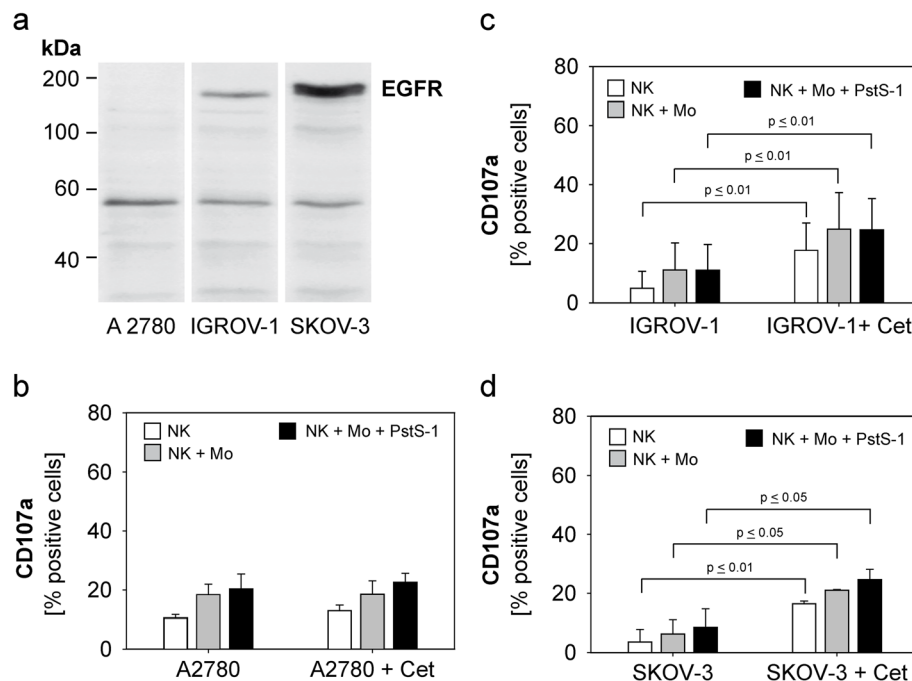 a
kDa
200
100
60
40
EGFR
A 2780 IGROV-1 SKOV-3
b
CD107a
[% positive cells]
80
60
40
20
0
NK
NK + Mo
NK + Mo + PstS-1
A2780
A2780 + Cet
c
CD107a
[% positive cells]
80
60
40
20
0
NK
NK + Mo
NK + Mo + PstS-1
p ≤ 0.01
p ≤ 0.01
p ≤ 0.01
IGROV-1
IGROV-1+ Cet
d
CD107a
[% positive cells]
80
60
40
20
0
NK
NK + Mo
NK + Mo + PstS-1
p ≤ 0.05
p ≤ 0.05
p ≤ 0.01
SKOV-3
SKOV-3 + Cet